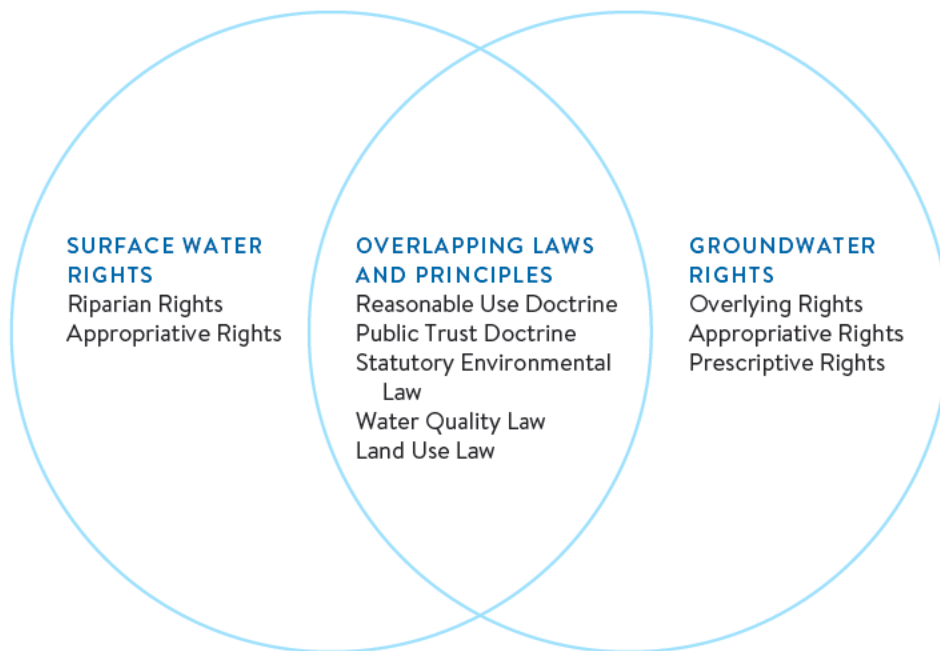 SURFACE WATER
RIGHTS
Riparian Rights
Appropriative Rights
OVERLAPPING LAWS
AND PRINCIPLES
Reasonable Use Doctrine
Public Trust Doctrine
Statutory Environmental
Law
Water Quality Law
Land Use Law
GROUNDWATER
RIGHTS
Overlying Rights
Appropriative Rights
Prescriptive Rights